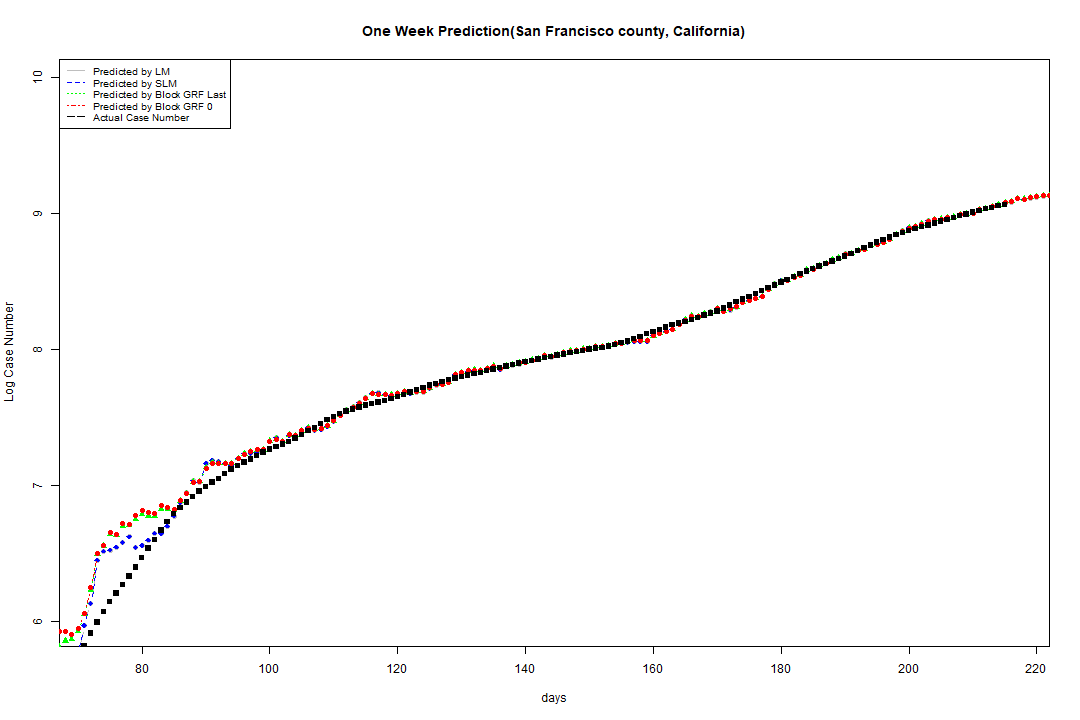 One Week Prediction(San Francisco county, California)
Predicted by LM
Predicted by SLM
Predicted by Block GRF Last
Predicted by Block GRF 0
Actual Case Number
10
9
8
7
6
Log Case Number
80 100 120 140 160 180 200 220
days